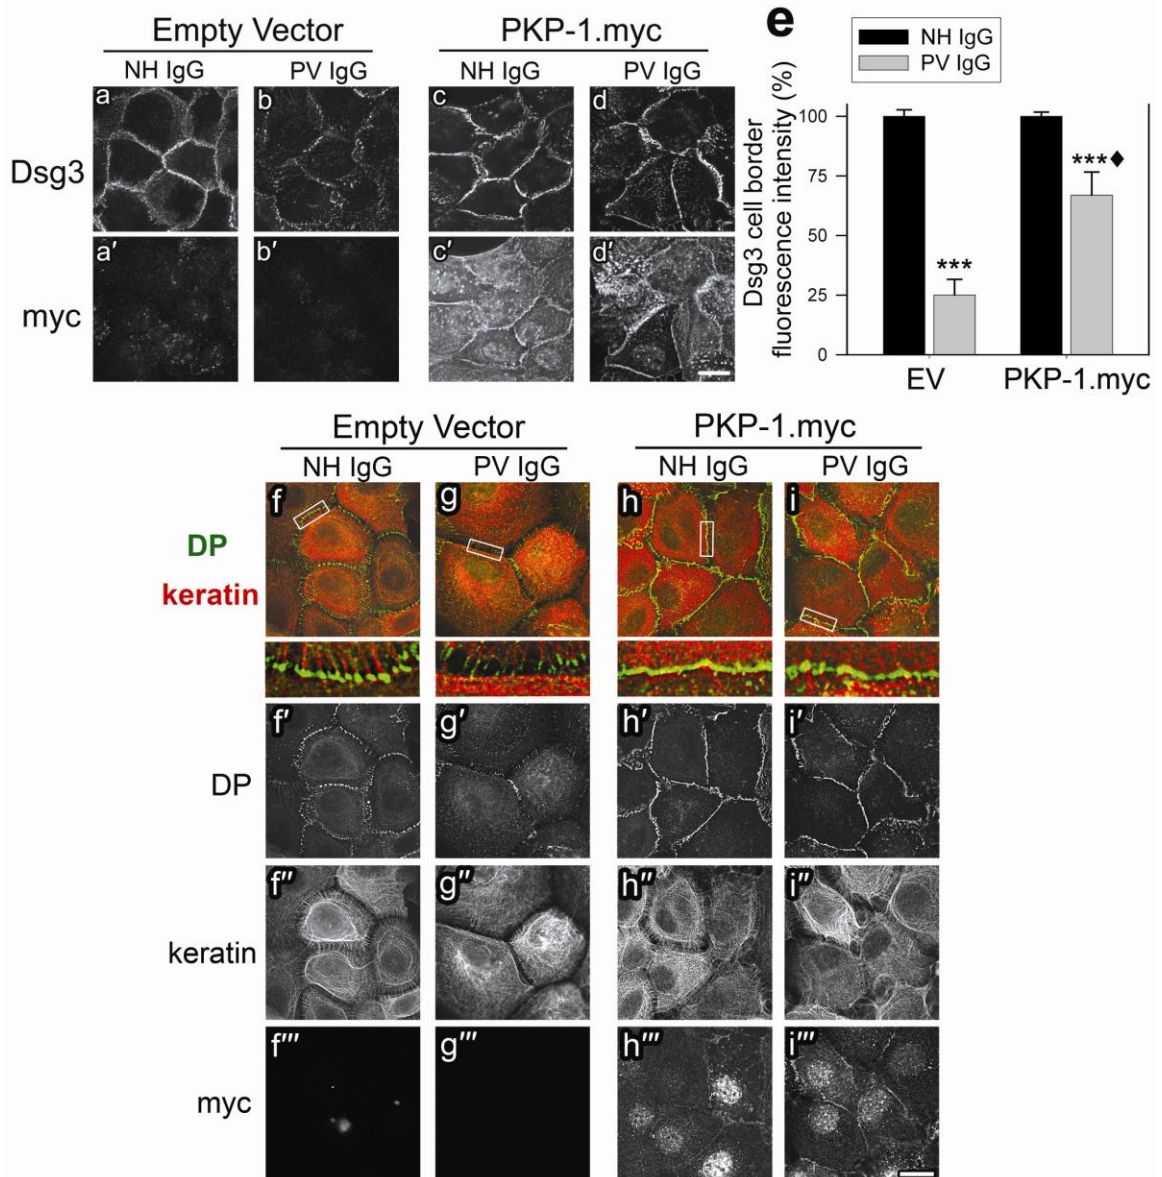 Empty Vector PKP-1.myc
NH IgG PV IgG NH IgG PV IgG
a b c d
Dsg3
a' b' c' d'
myc
e
NH IgG
PV IgG
Dsg3 cell border
fluorescence intensity (%)
100
75
50
25
0
***
***♦
EV PKP-1.myc
Empty Vector PKP-1.myc
NH IgG PV IgG NH IgG PV IgG
f g h i
DP
keratin
f' g' h' i'
DP
f'' g'' h'' i''
keratin
f''' g''' h''' i'''
myc